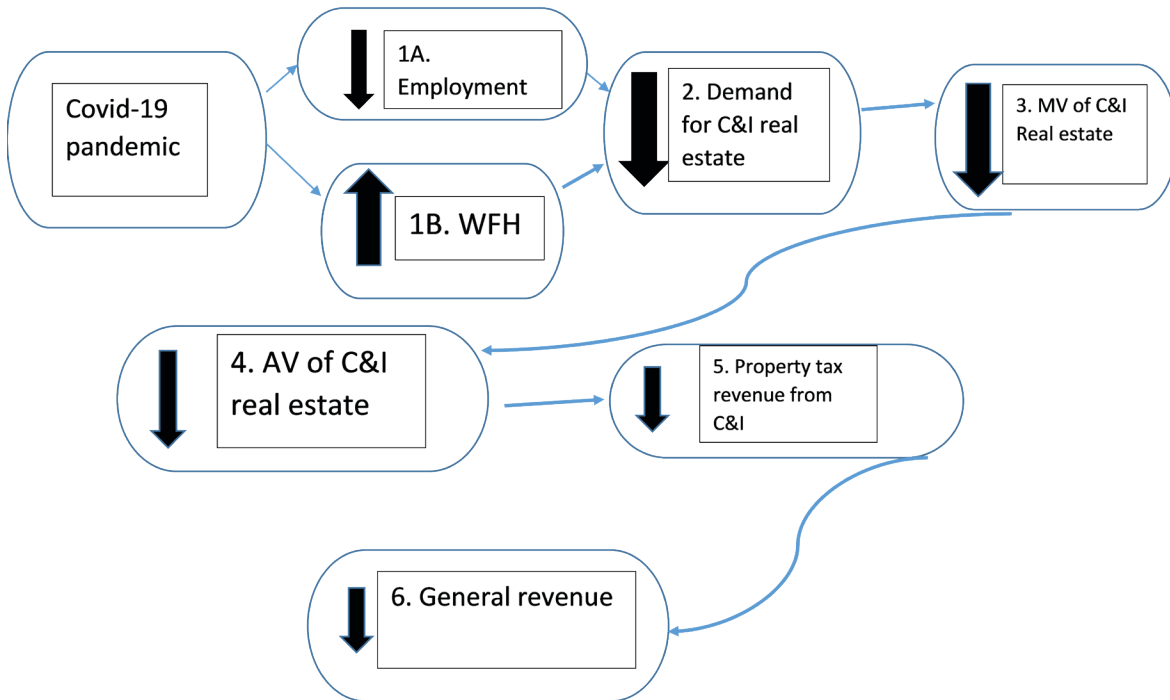 Covid-19
pandemic
1A.
Employment
1B. WFH
2. Demand
for C&I real
estate
3. MV of C&I
Real estate
4. AV of C&I
real estate
5. Property tax
revenue from
C&I
6. General revenue